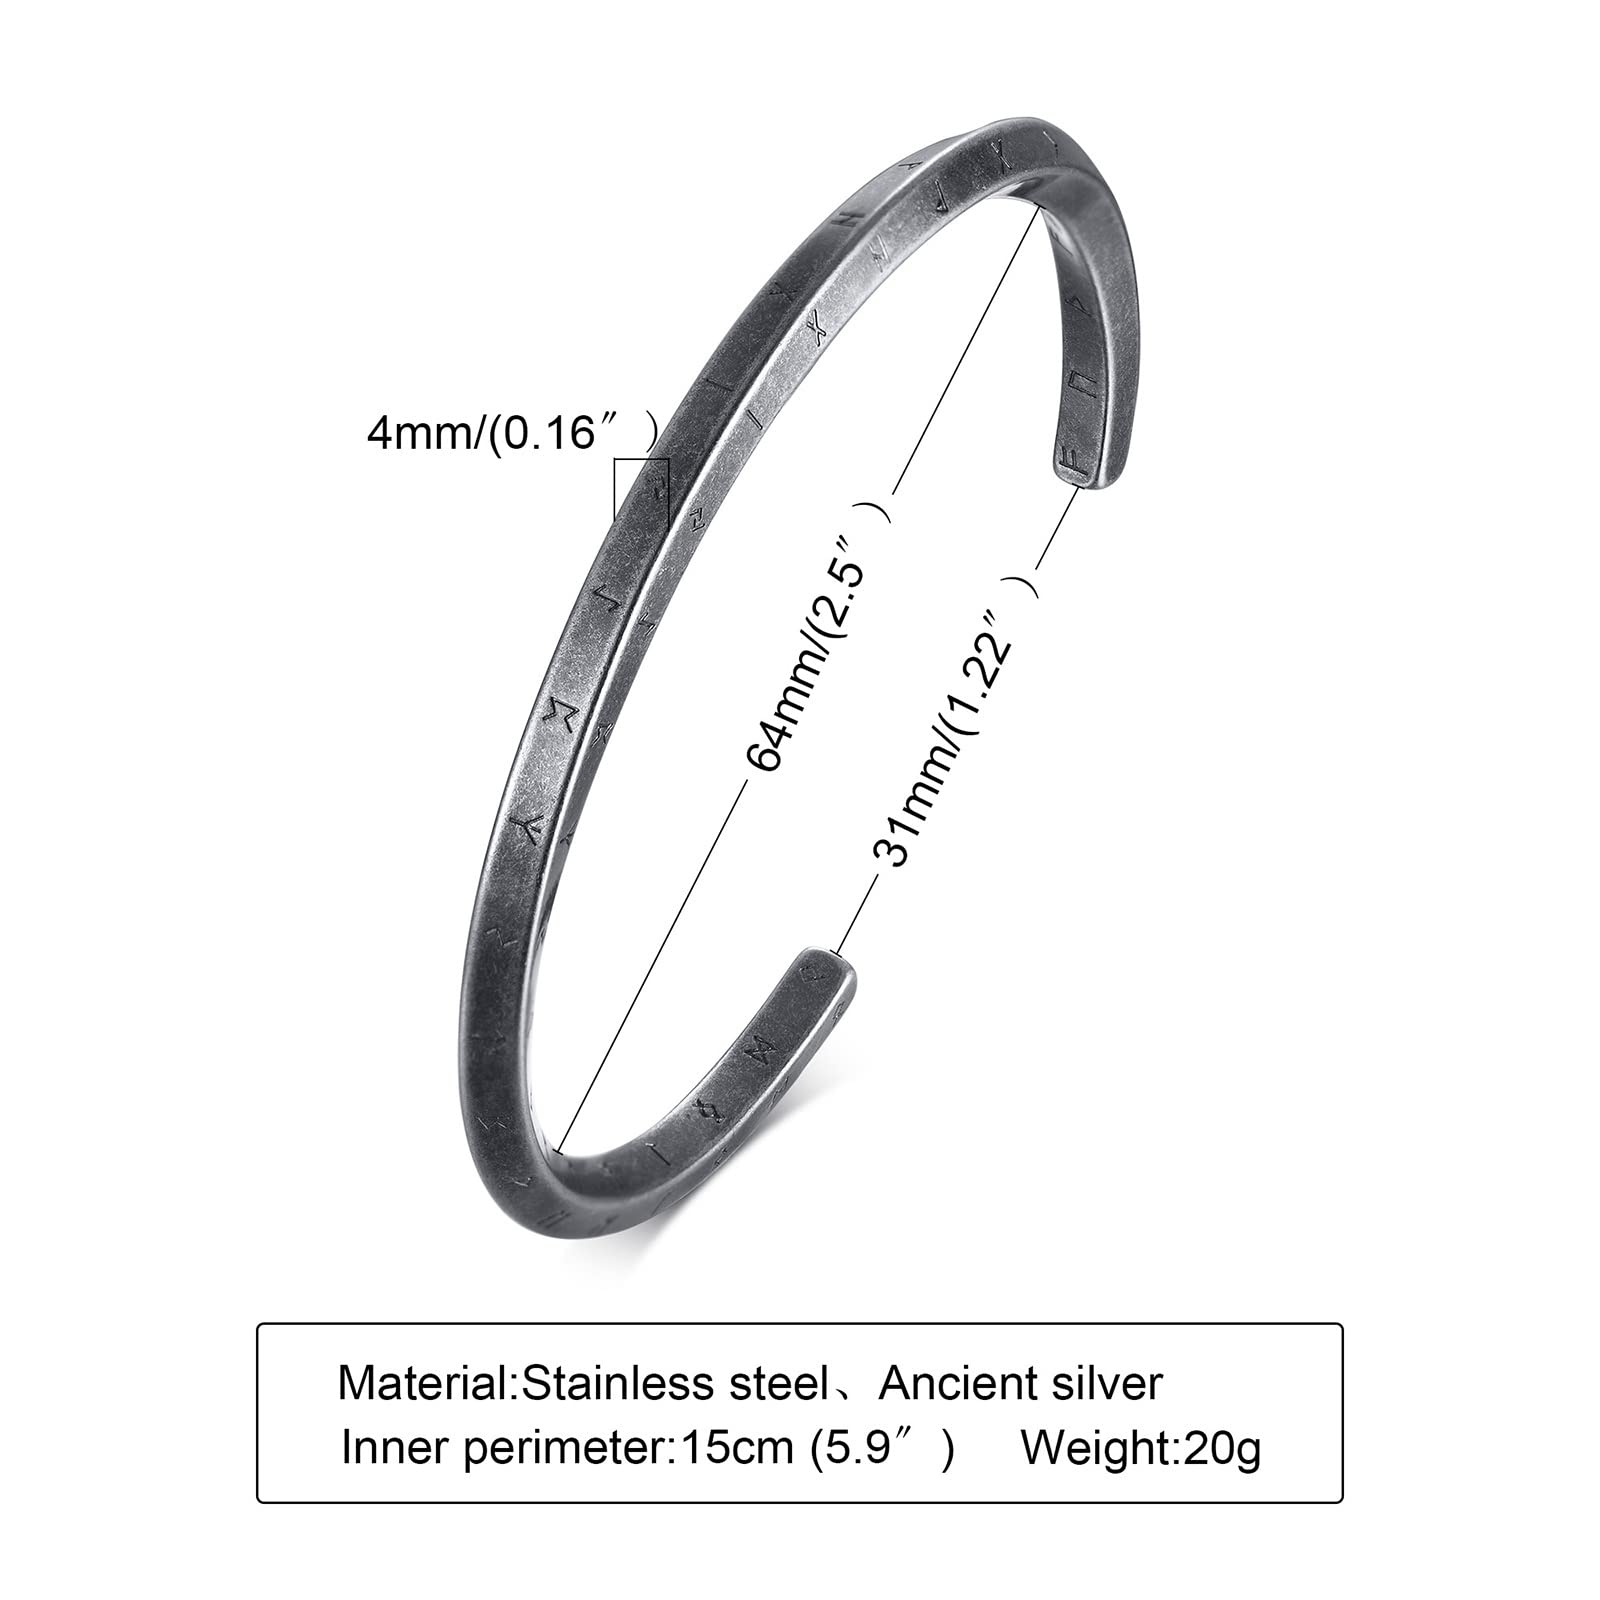 4mm/(0.16″)
64mm/(2.5″)
31mm/(1.22″)
Material:Stainless steel、Ancient silver
Inner perimeter:15cm (5.9″) Weight:20g